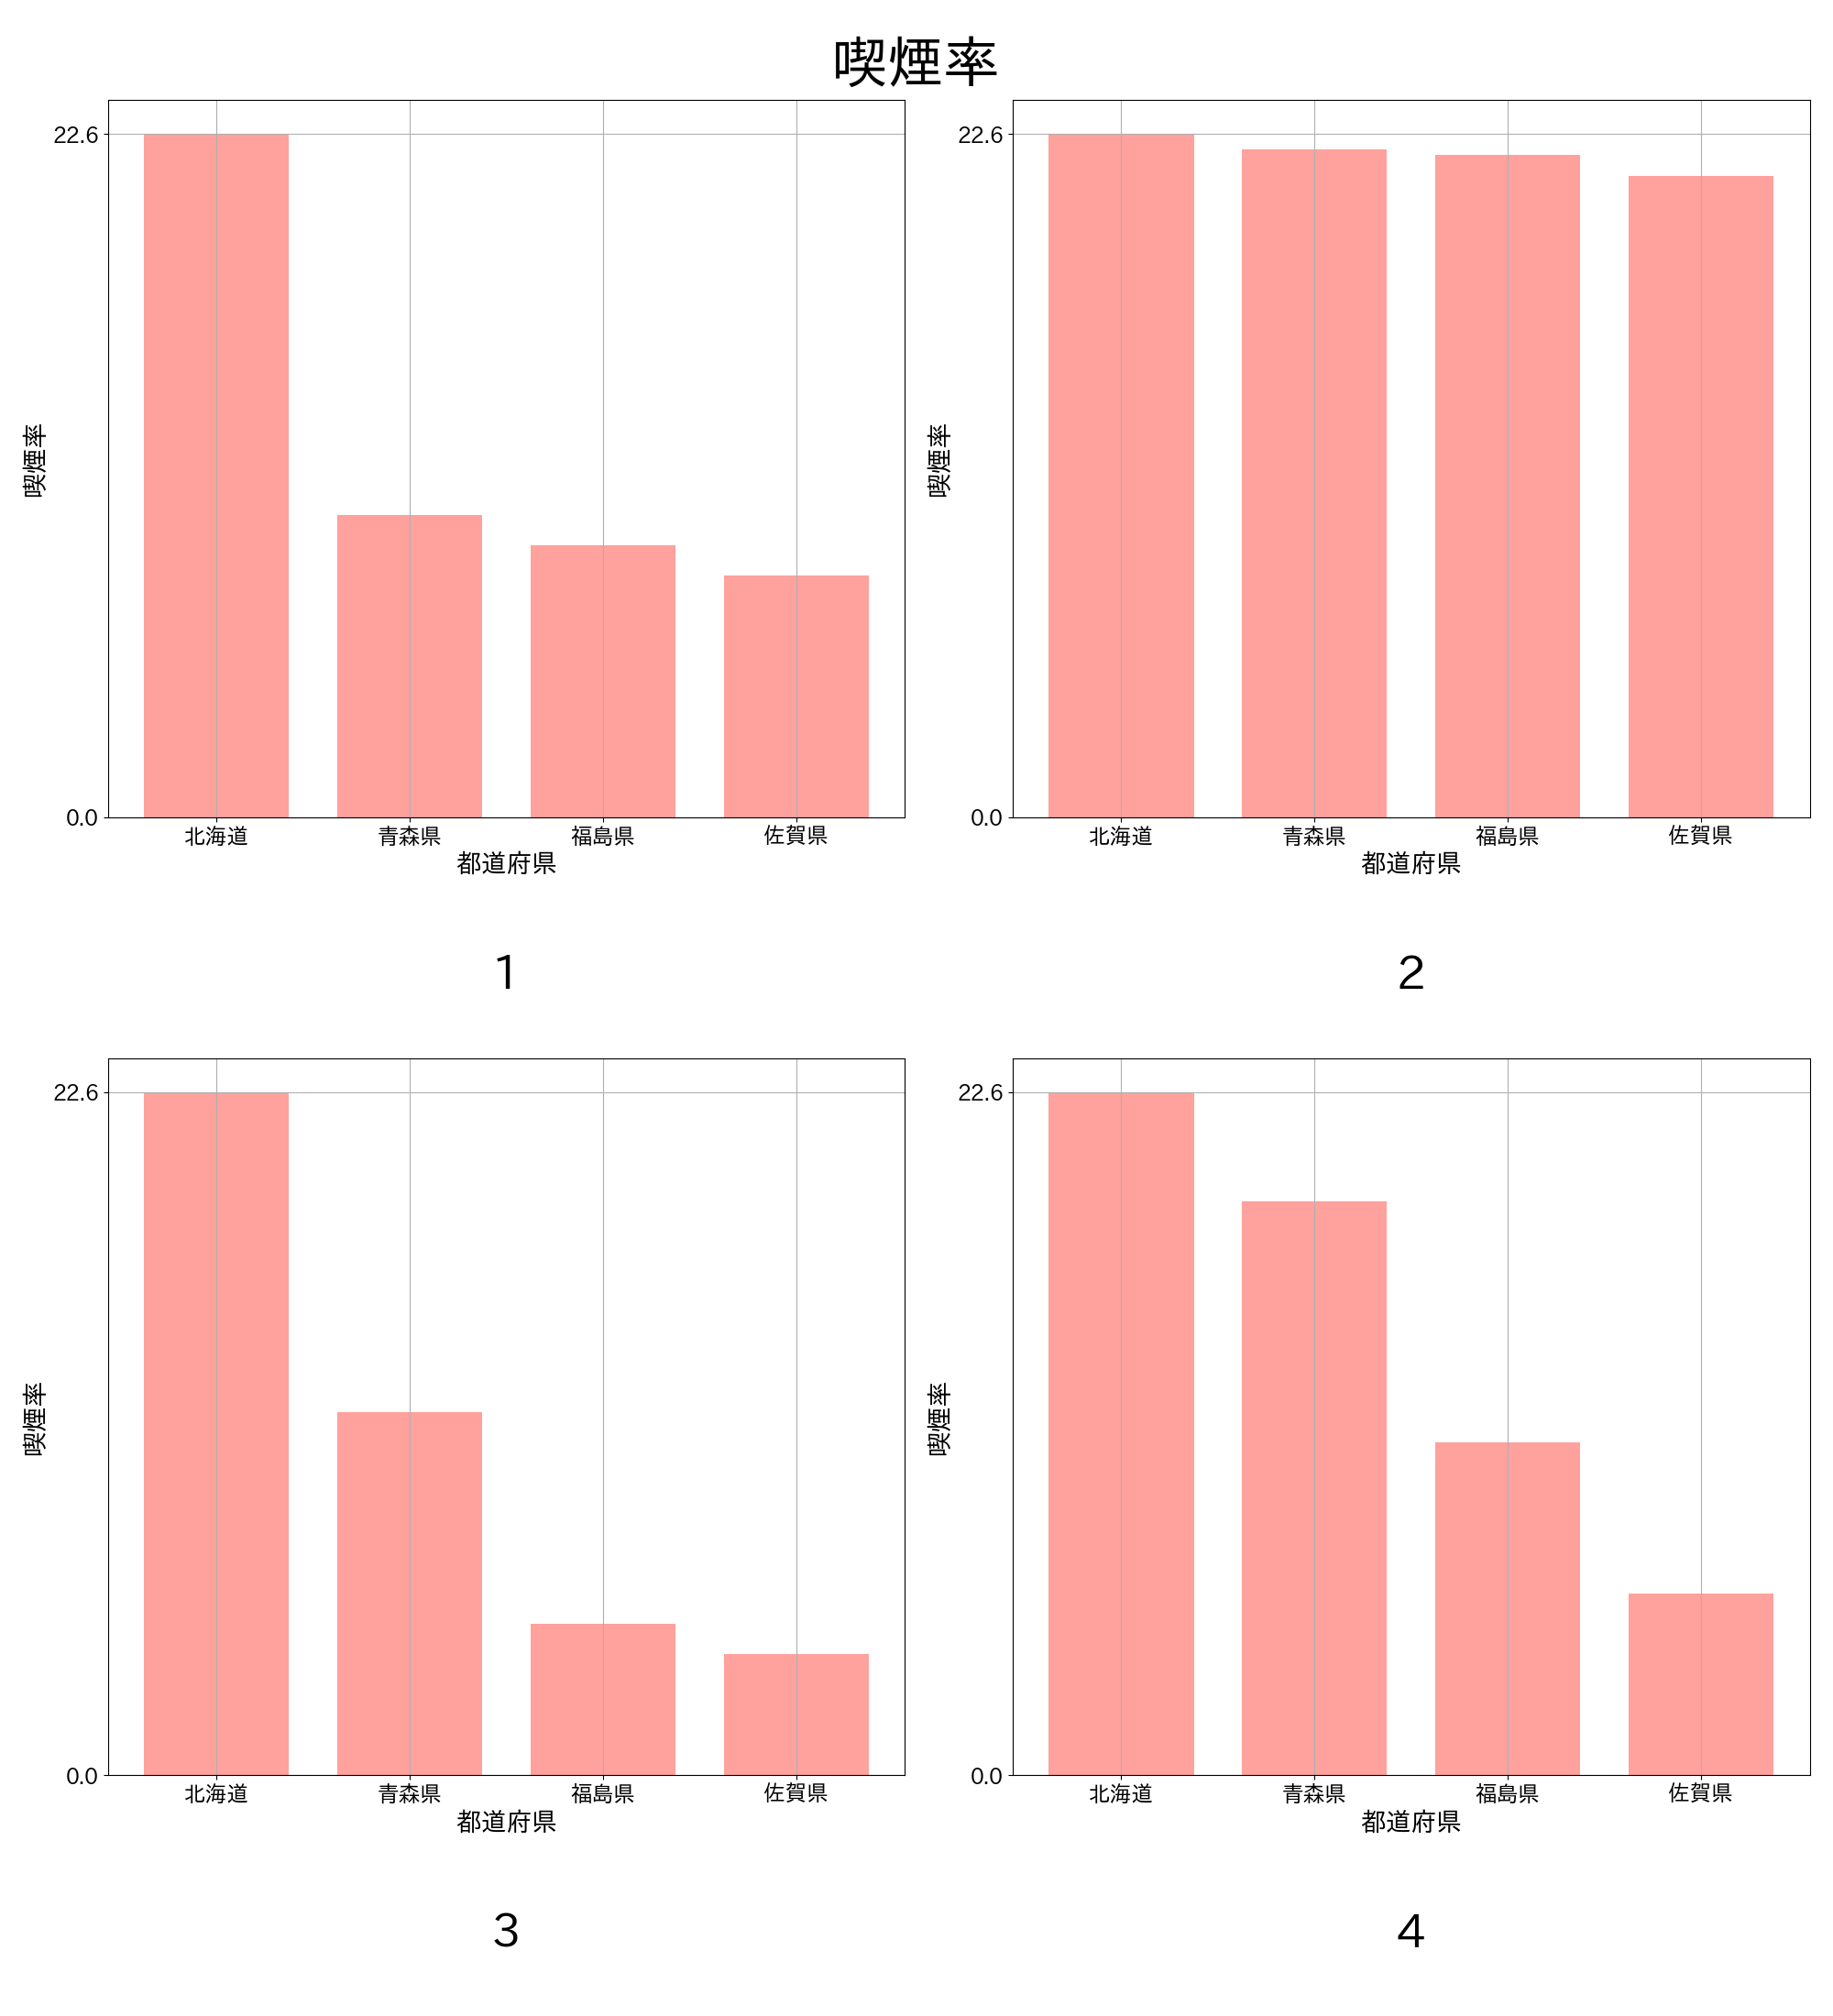 喫煙率
喫煙率
22.6
0.0
北海道 青森県 福島県 佐賀県
都道府県
1
喫煙率
22.6
0.0
北海道 青森県 福島県 佐賀県
都道府県
2
喫煙率
22.6
0.0
北海道 青森県 福島県 佐賀県
都道府県
3
喫煙率
22.6
0.0
北海道 青森県 福島県 佐賀県
都道府県
4